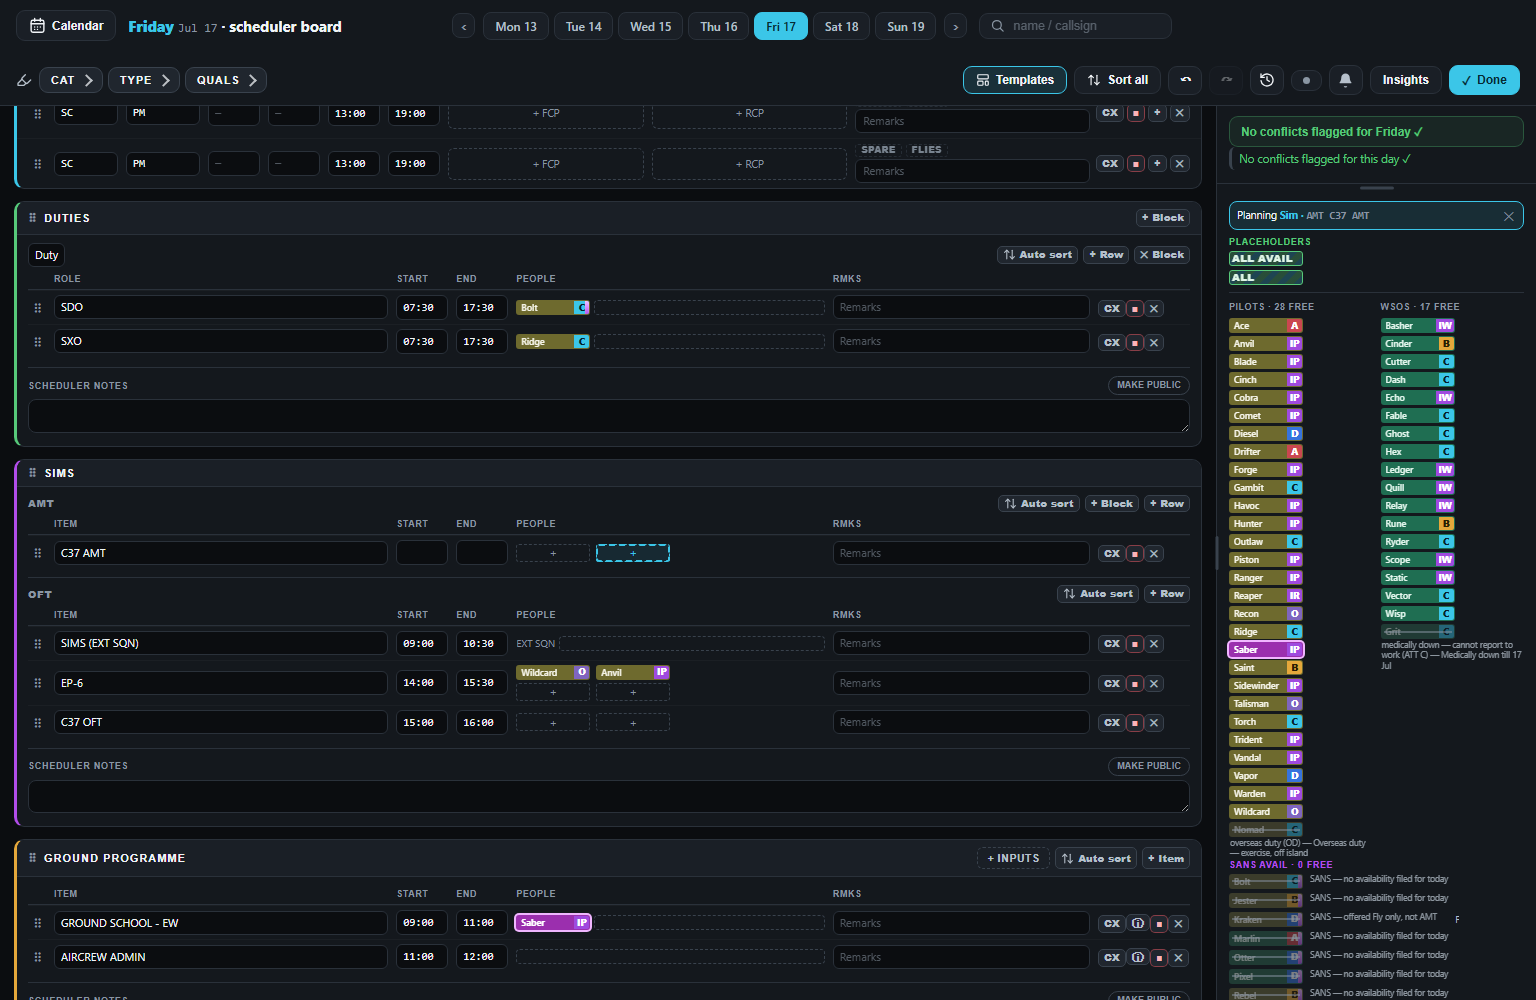 Calendar Friday Jul 17 · scheduler board ‹ Mon 13 Tue 14 Wed 15 Thu 16 Fri 17 Sat 18 Sun 19 › name / callsign
CAT TYPE QUALS Templates Sort all Insights ✓ Done
SC PM – – 13:00 19:00 + FCP + RCP Remarks CX + ✕
SC PM – – 13:00 19:00 + FCP + RCP SPARE FLIES Remarks CX + ✕
DUTIES + Block
Duty Auto sort + Row ✕ Block
ROLE START END PEOPLE RMKS
SDO 07:30 17:30 Bolt C Remarks CX ✕
SXO 07:30 17:30 Ridge C Remarks CX ✕
SCHEDULER NOTES MAKE PUBLIC
SIMS
AMT Auto sort + Block + Row
ITEM START END PEOPLE RMKS
C37 AMT + + Remarks CX ✕
OFT Auto sort + Row
ITEM START END PEOPLE RMKS
SIMS (EXT SQN) 09:00 10:30 EXT SQN Remarks CX ✕
EP-6 14:00 15:30 Wildcard O Anvil IP + + Remarks CX ✕
C37 OFT 15:00 16:00 + + Remarks CX ✕
SCHEDULER NOTES MAKE PUBLIC
GROUND PROGRAMME + INPUTS Auto sort + Item
ITEM START END PEOPLE RMKS
GROUND SCHOOL - EW 09:00 11:00 Saber IP Remarks CX ✕
AIRCREW ADMIN 11:00 12:00 Remarks CX ✕
SCHEDULER NOTES MAKE PUBLIC
No conflicts flagged for Friday ✓
No conflicts flagged for this day ✓
Planning Sim · AMT C37 AMT ✕
PLACEHOLDERS
ALL AVAIL
ALL
PILOTS · 28 FREE
Ace A
Anvil IP
Blade IP
Cinch IP
Cobra IP
Comet IP
Diesel D
Drifter A
Forge IP
Gambit C
Havoc IP
Hunter IP
Outlaw C
Piston IP
Ranger IP
Reaper IR
Recon O
Ridge C
Saber IP
Saint B
Sidewinder IP
Talisman O
Torch C
Trident IP
Vandal IP
Vapor D
Warden IP
Wildcard O
Nomad C
overseas duty (OD) — Overseas duty
— exercise, off island
WSOS · 17 FREE
Basher IW
Cinder B
Cutter C
Dash C
Echo IW
Fable C
Ghost C
Hex C
Ledger IW
Quill IW
Relay IW
Rune B
Ryder C
Scope IW
Static IW
Vector C
Wisp C
Grit C
medically down — cannot report to
work (ATT C) — Medically down till 17
Jul
SANS AVAIL · 0 FREE
Bolt C SANS — no availability filed for today
Jester SANS — no availability filed for today
Kraken D SANS — offered Fly only, not AMT F
Marlin A SANS — no availability filed for today
Otter D SANS — no availability filed for today
Pixel D SANS — no availability filed for today
Rebel SANS — no availability filed for today